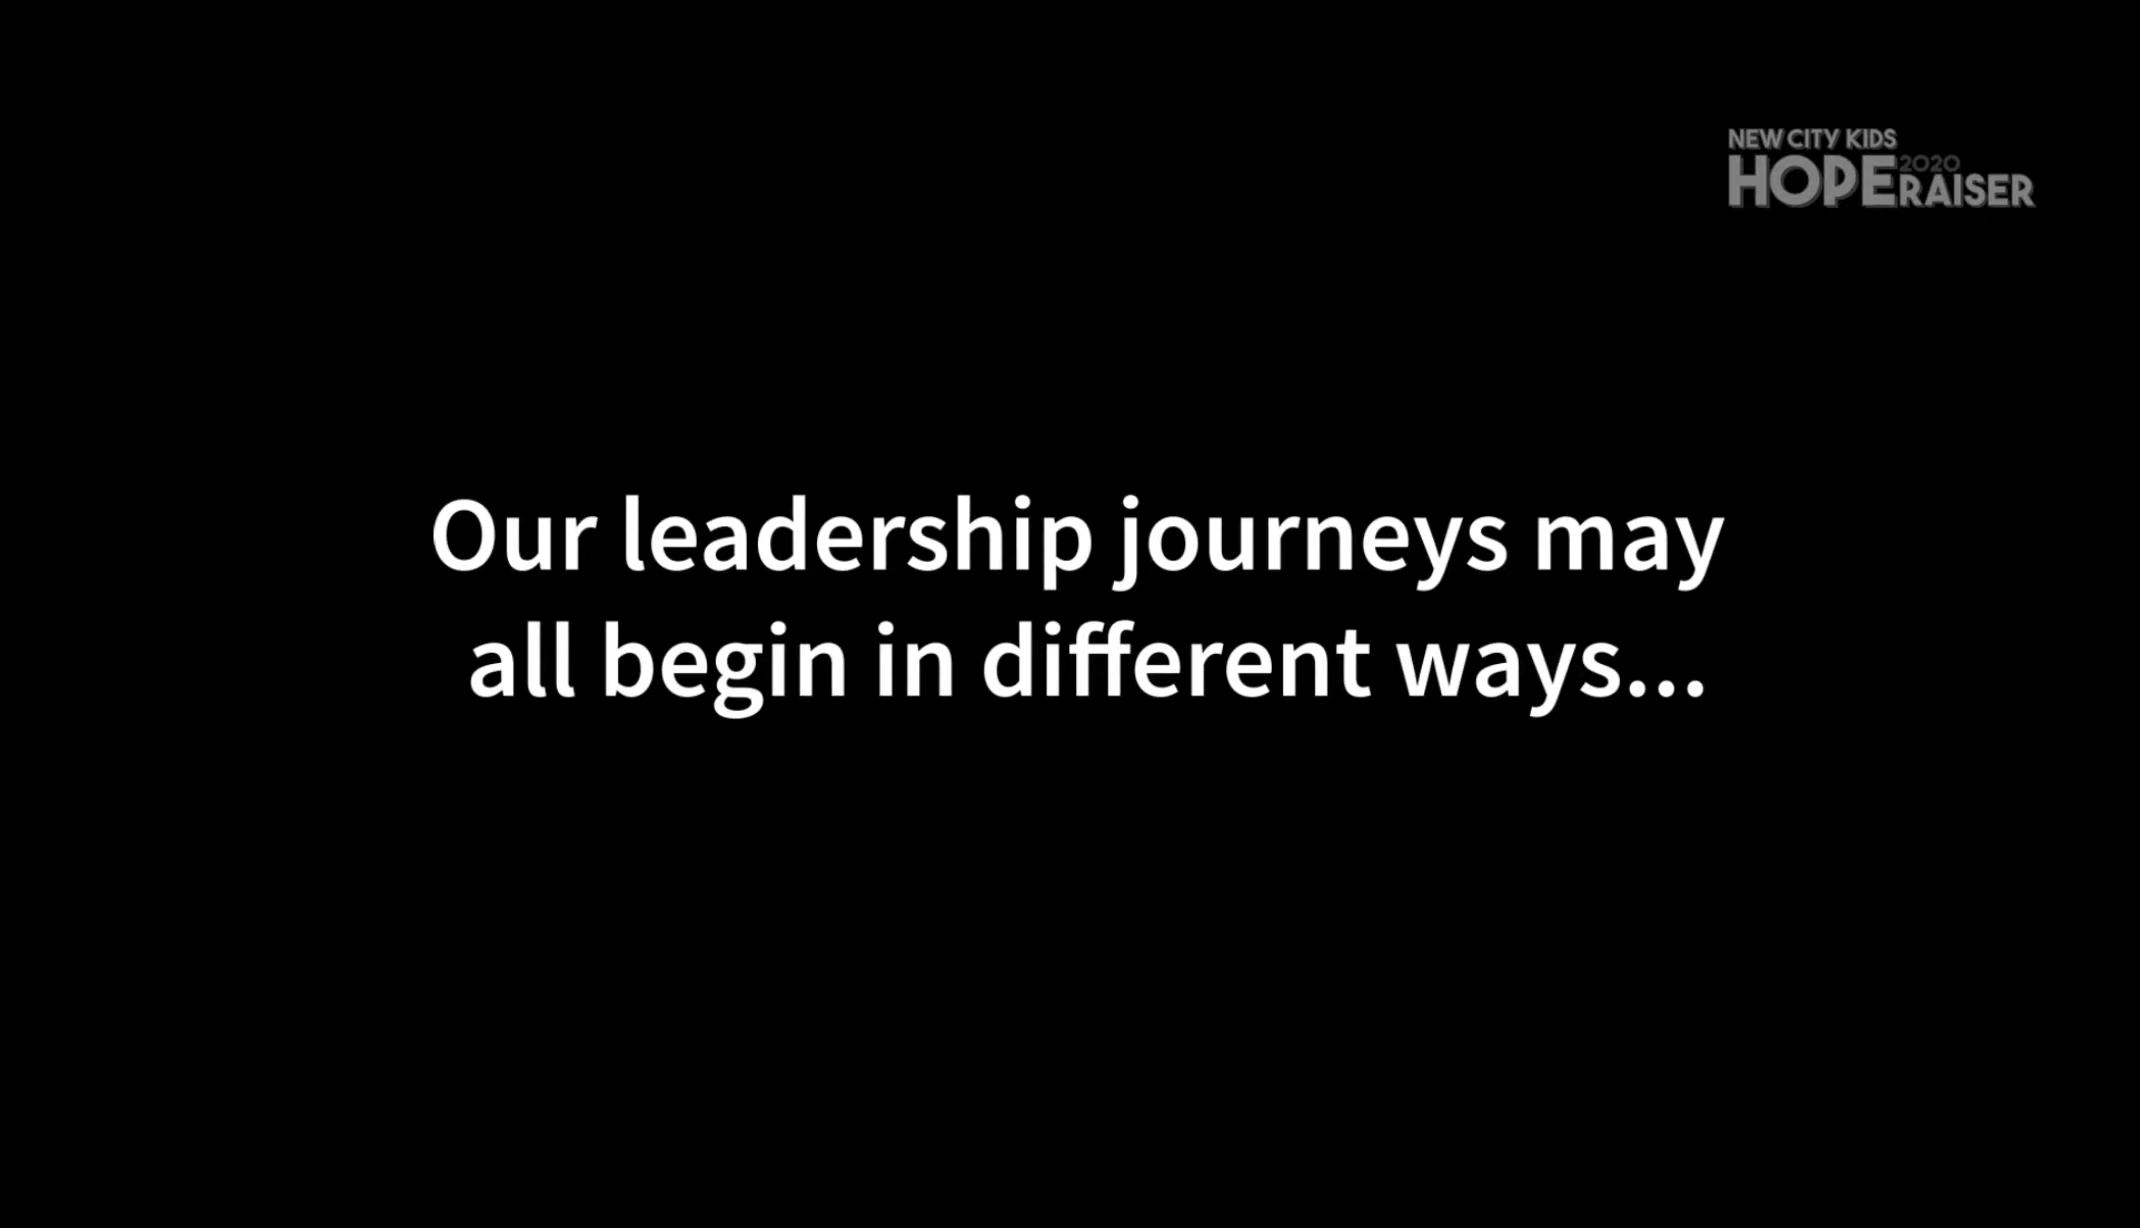 NEW CITY KIDS
HOPE 2020
RAISER
Our leadership journeys may
all begin in different ways...